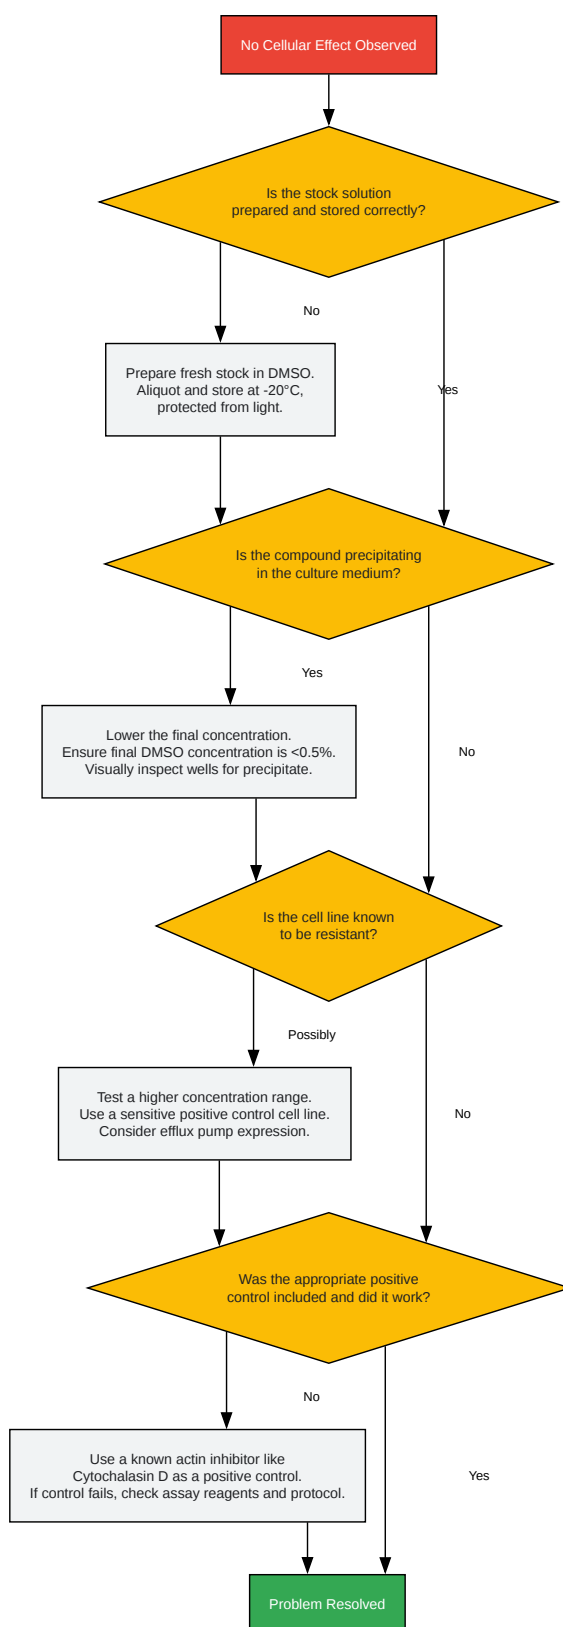 No Cellular Effect Observed
Is the stock solution
prepared and stored correctly?
No
Prepare fresh stock in DMSO.
Aliquot and store at -20°C,
protected from light.
Yes
Is the compound precipitating
in the culture medium?
Yes
Lower the final concentration.
Ensure final DMSO concentration is <0.5%.
Visually inspect wells for precipitate.
No
Is the cell line known
to be resistant?
Possibly
Test a higher concentration range.
Use a sensitive positive control cell line.
Consider efflux pump expression.
No
Was the appropriate positive
control included and did it work?
No
Use a known actin inhibitor like
Cytochalasin D as a positive control.
If control fails, check assay reagents and protocol.
Yes
Problem Resolved